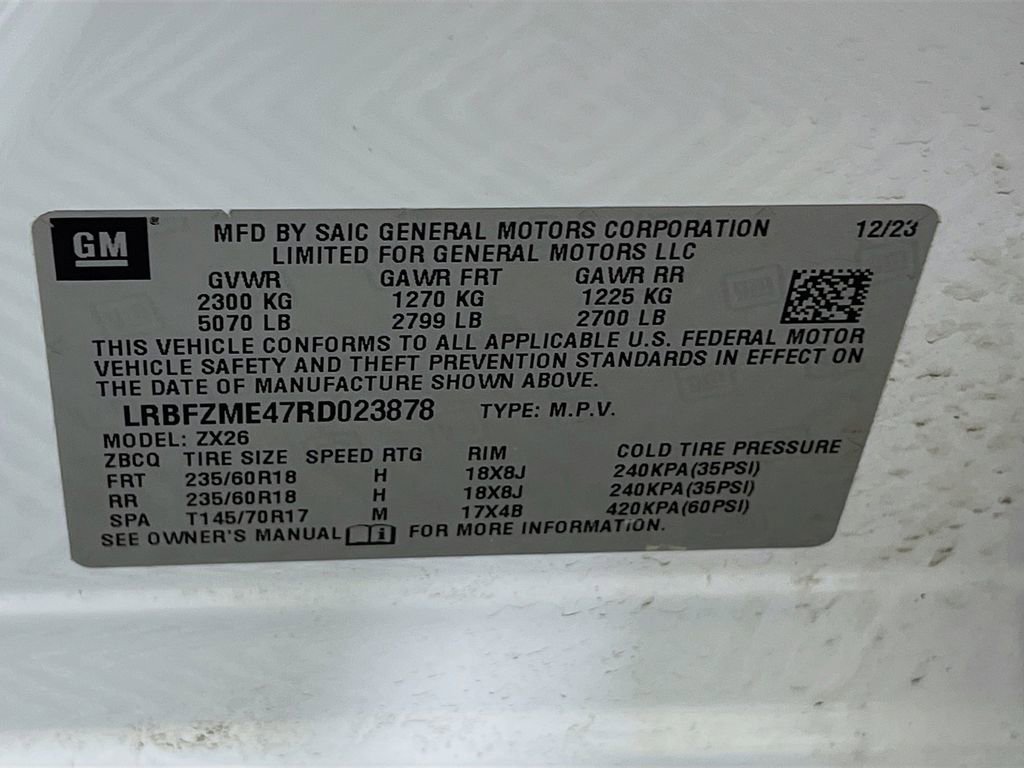 GM ®
MFD BY SAIC GENERAL MOTORS CORPORATION 12/23
LIMITED FOR GENERAL MOTORS LLC
GVWR GAWR FRT GAWR RR
2300 KG 1270 KG 1225 KG
5070 LB 2799 LB 2700 LB
THIS VEHICLE CONFORMS TO ALL APPLICABLE U.S. FEDERAL MOTOR
VEHICLE SAFETY AND THEFT PREVENTION STANDARDS IN EFFECT ON
THE DATE OF MANUFACTURE SHOWN ABOVE.
LRBFZME47RD023878 TYPE: M.P.V.
MODEL: ZX26
ZBCQ TIRE SIZE SPEED RTG RIM COLD TIRE PRESSURE
FRT 235/60R18 H 18X8J 240KPA(35PSI)
RR 235/60R18 H 18X8J 240KPA(35PSI)
SPA T145/70R17 M 17X4B 420KPA(60PSI)
SEE OWNER'S MANUAL i FOR MORE INFORMATION.